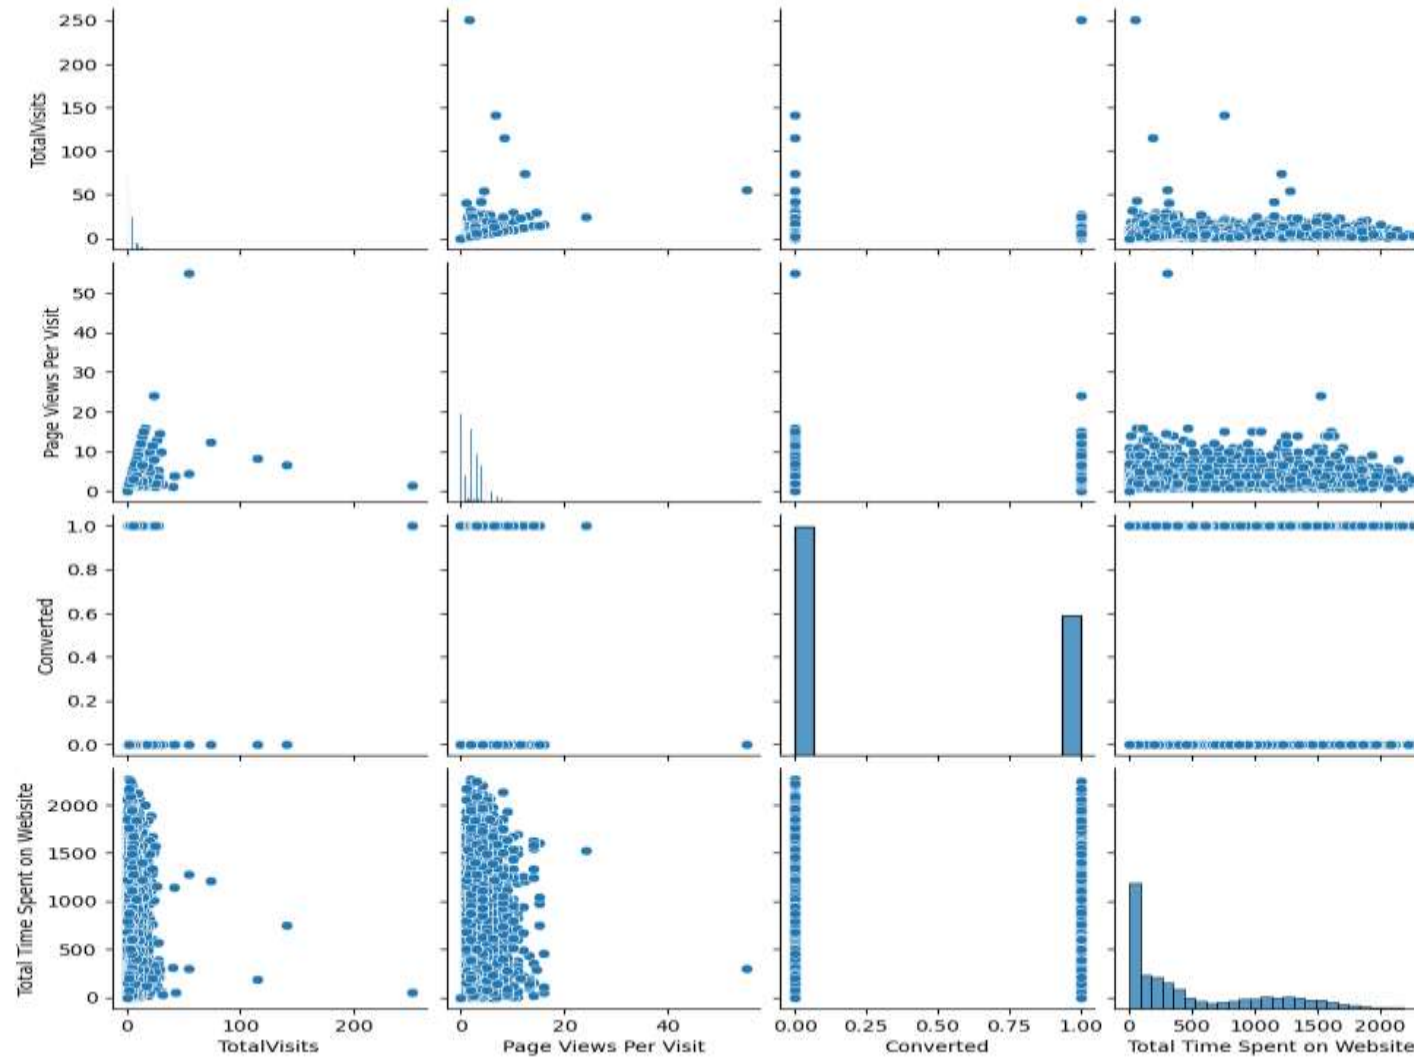 250
200
150
100
50
0
TotalVisits
50
40
30
20
10
0
Page Views Per Visit
1.0
0.8
0.6
0.4
0.2
0.0
Converted
2000
1500
1000
500
0
Total Time Spent on Website
0 100 200
TotalVisits
0 20 40
Page Views Per Visit
0.00 0.25 0.50 0.75 1.00
Converted
0 500 1000 1500 2000
Total Time Spent on Website